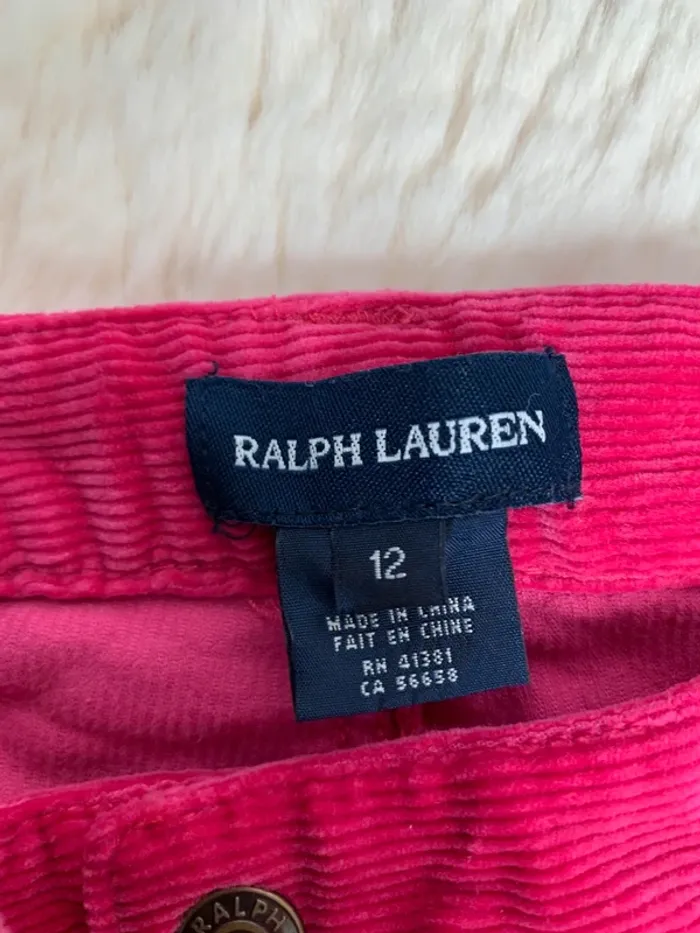 RALPH LAUREN
12
MADE IN CHINA
FAIT EN CHINE
RN 41381
CA 56658
RALPH